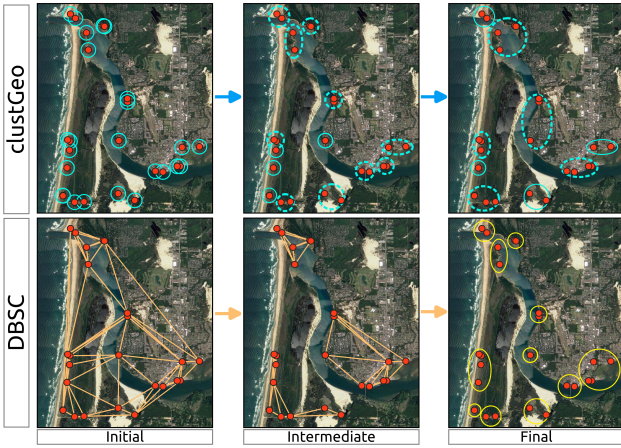 clustGeo
DBSC
Initial
Intermediate
Final